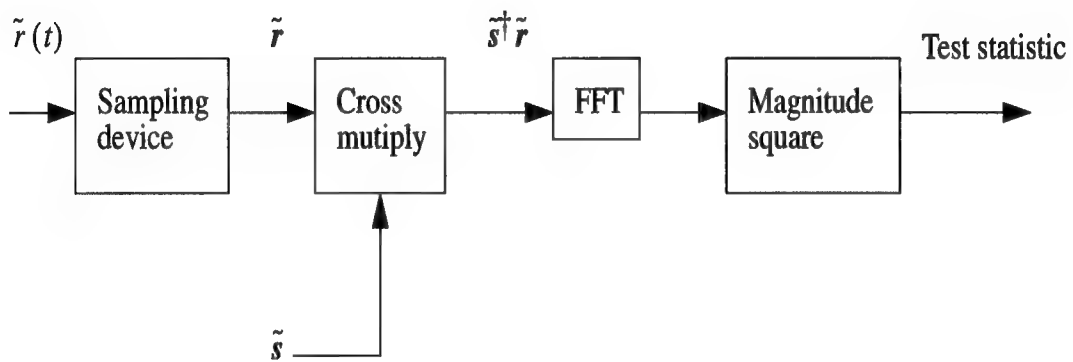 r̃ (t)
r̃
s̃† r̃
Test statistic
Sampling
device
Cross
mutiply
FFT
Magnitude
square
s̃